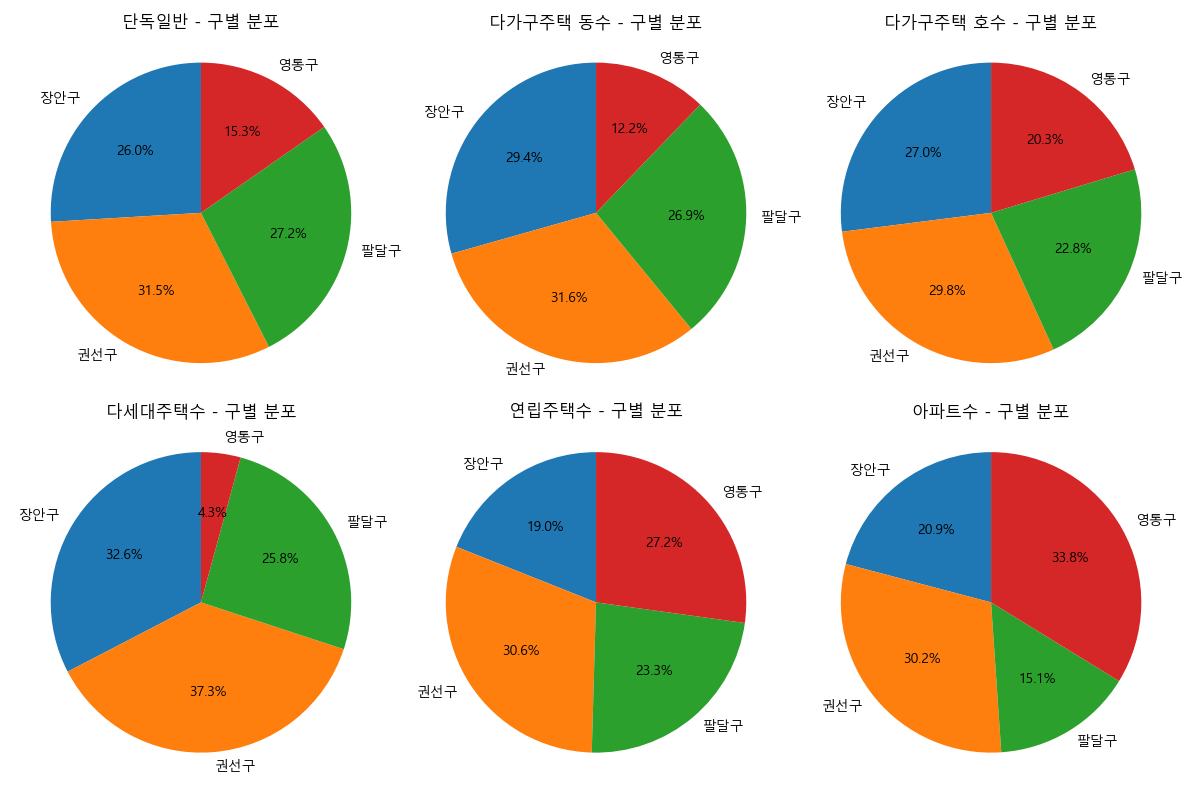 단독일반 - 구별 분포
영통구
장안구
15.3%
26.0%
27.2%
팔달구
31.5%
권선구
다가구주택 동수 - 구별 분포
영통구
장안구
12.2%
29.4%
26.9%
팔달구
31.6%
권선구
다가구주택 호수 - 구별 분포
영통구
장안구
20.3%
27.0%
22.8%
팔달구
29.8%
권선구
다세대주택수 - 구별 분포
영통구
장안구
4.3%
팔달구
32.6%
25.8%
37.3%
권선구
연립주택수 - 구별 분포
장안구
영통구
19.0%
27.2%
30.6%
23.3%
권선구
팔달구
아파트수 - 구별 분포
장안구
영통구
20.9%
33.8%
30.2%
15.1%
권선구
팔달구